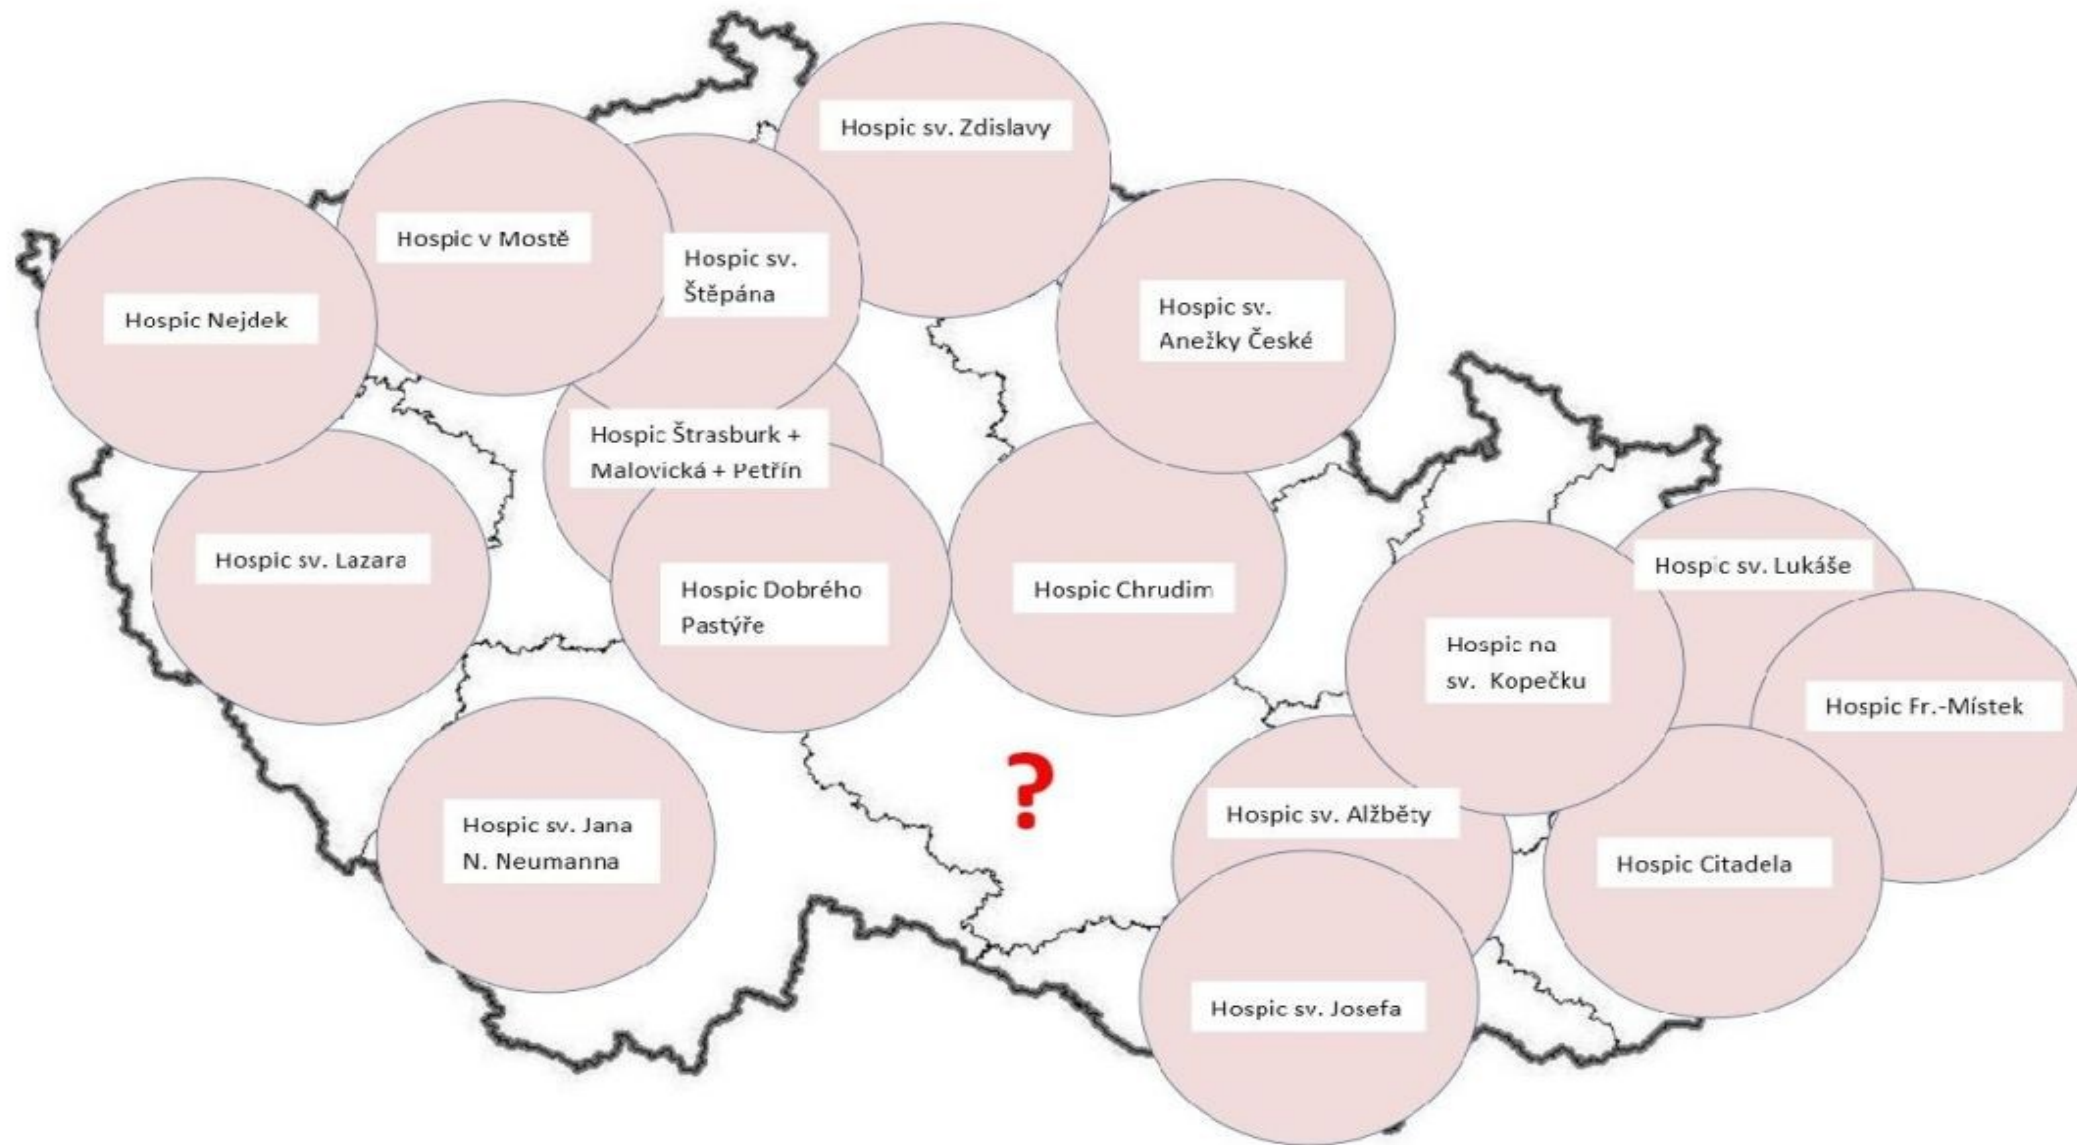 Hospic sv. Zdislavy
Hospic v Mostě
Hospic sv.
Štěpána
Hospic Nejdek
Hospic sv.
Anežky České
Hospic Štrasburk +
Malovická + Petřín
Hospic sv. Lazara
Hospic Dobrého
Pastýře
Hospic Chrudim
Hospic sv. Lukáše
Hospic na
sv. Kopečku
Hospic Fr.-Místek
?
Hospic sv. Jana
N. Neumanna
Hospic sv. Alžběty
Hospic Citadela
Hospic sv. Josefa